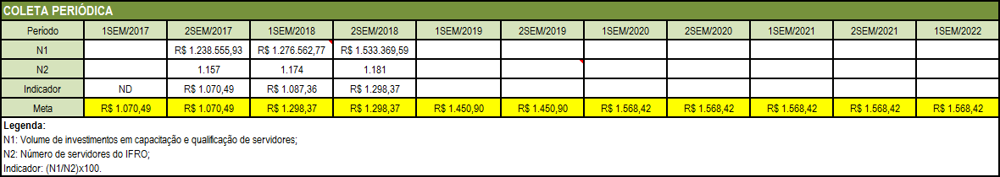 COLETA PERIÓDICA
Período 1SEM/2017 2SEM/2017 1SEM/2018 2SEM/2018 1SEM/2019 2SEM/2019 1SEM/2020 2SEM/2020 1SEM/2021 2SEM/2021 1SEM/2022
N1 R$ 1.238.555,93 R$ 1.276.562,77 R$ 1.533.369,59
N2 1.157 1.174 1.181
Indicador ND R$ 1.070,49 R$ 1.087,36 R$ 1.298,37
Meta R$ 1.070,49 R$ 1.070,49 R$ 1.298,37 R$ 1.298,37 R$ 1.450,90 R$ 1.450,90 R$ 1.568,42 R$ 1.568,42 R$ 1.568,42 R$ 1.568,42 R$ 1.568,42
Legenda:
N1: Volume de investimentos em capacitação e qualificação de servidores;
N2: Número de servidores do IFRO;
Indicador: (N1/N2)x100.